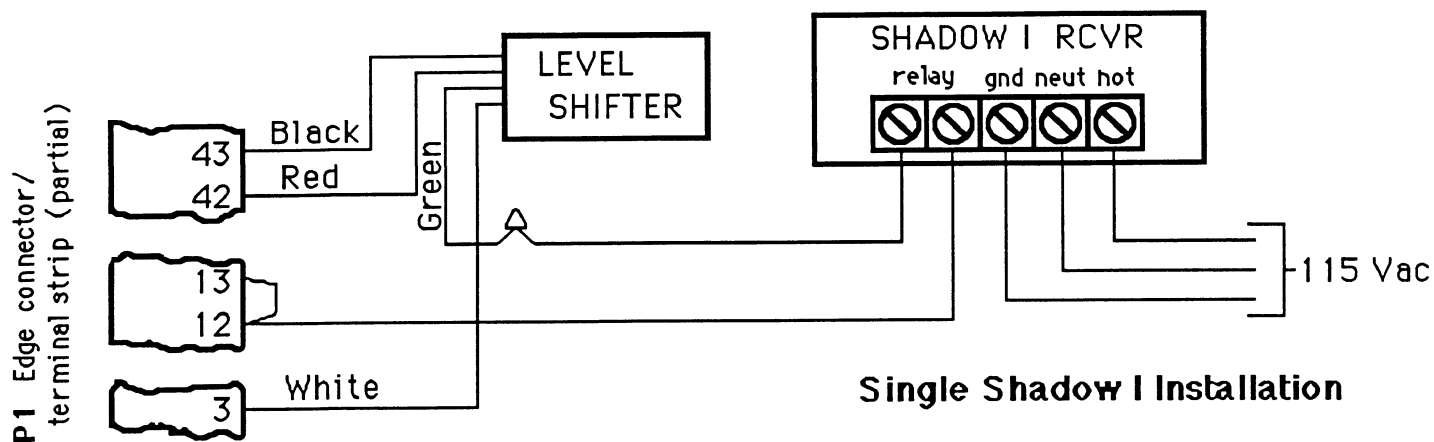 P1 Edge connector/
terminal strip (partial)
43
42
13
12
3
Black
Red
Green
White
LEVEL
SHIFTER
SHADOW I RCVR
relay gnd neut hot
115 Vac
Single Shadow I Installation